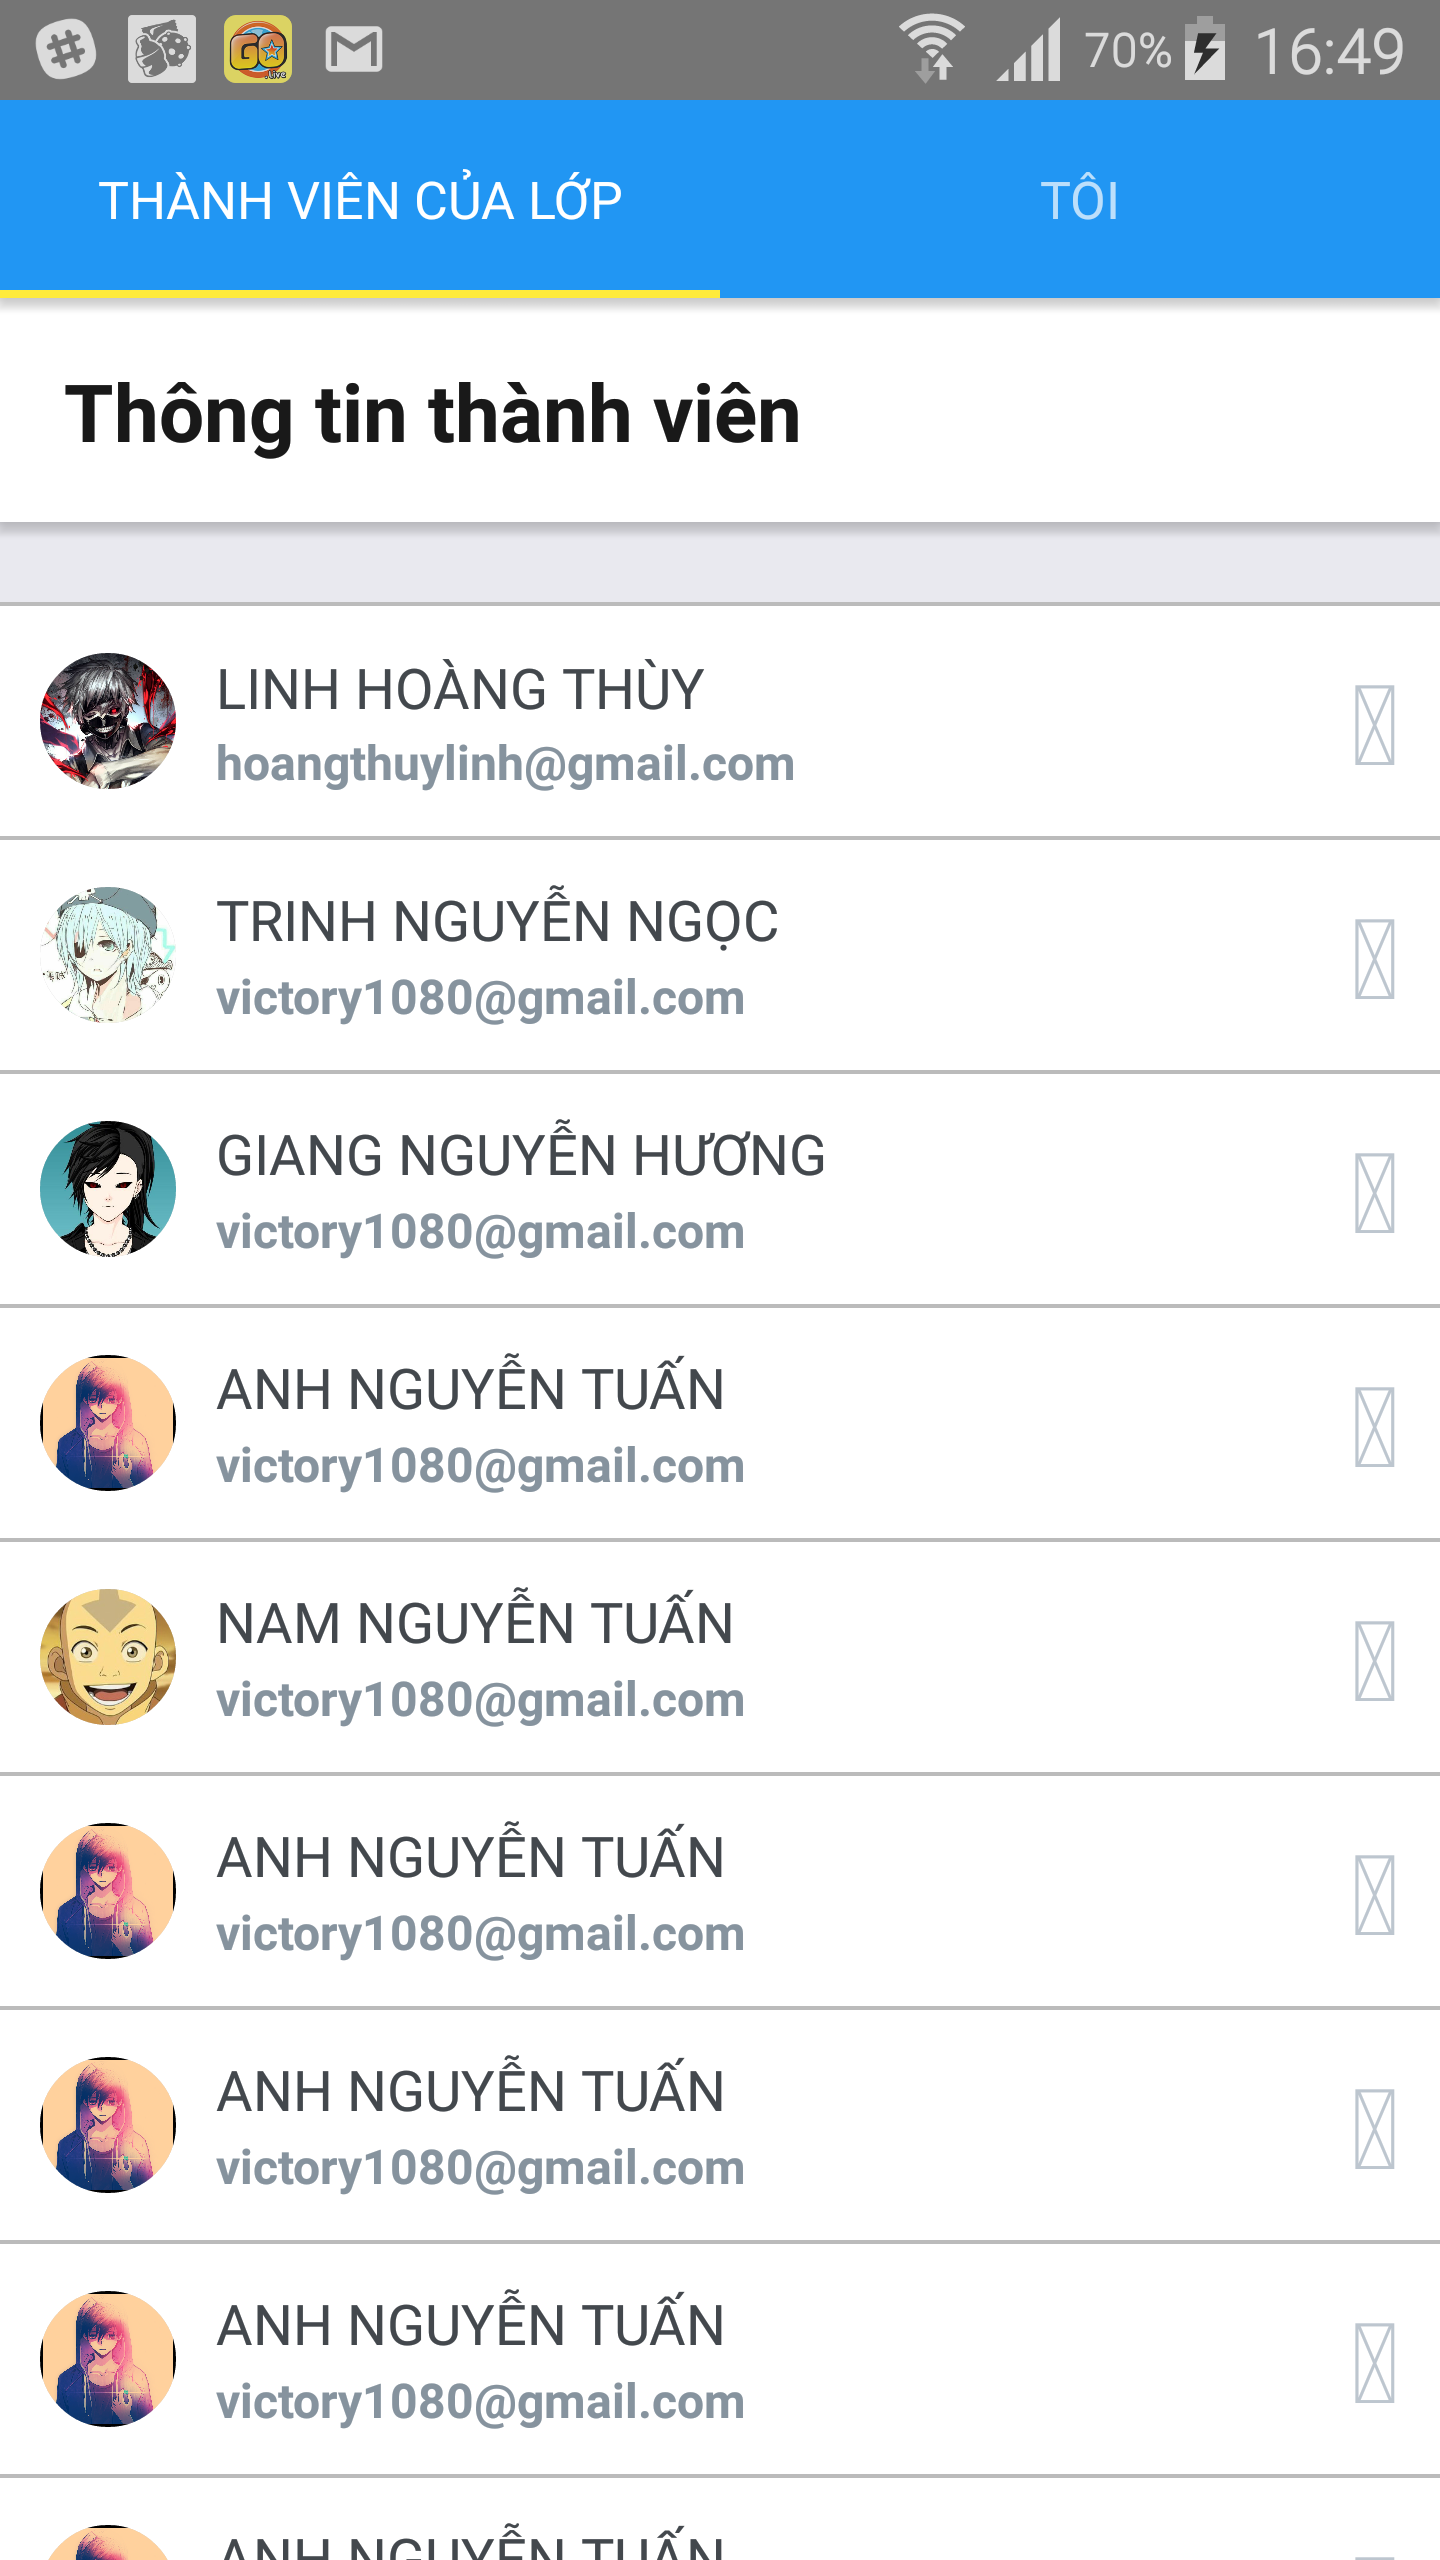 70% 16:49
THÀNH VIÊN CỦA LỚP TÔI
Thông tin thành viên
LINH HOÀNG THÙY
hoangthuylinh@gmail.com
TRINH NGUYỄN NGỌC
victory1080@gmail.com
GIANG NGUYỄN HƯƠNG
victory1080@gmail.com
ANH NGUYỄN TUẤN
victory1080@gmail.com
NAM NGUYỄN TUẤN
victory1080@gmail.com
ANH NGUYỄN TUẤN
victory1080@gmail.com
ANH NGUYỄN TUẤN
victory1080@gmail.com
ANH NGUYỄN TUẤN
victory1080@gmail.com
ANH NGUYỄN TUẤN